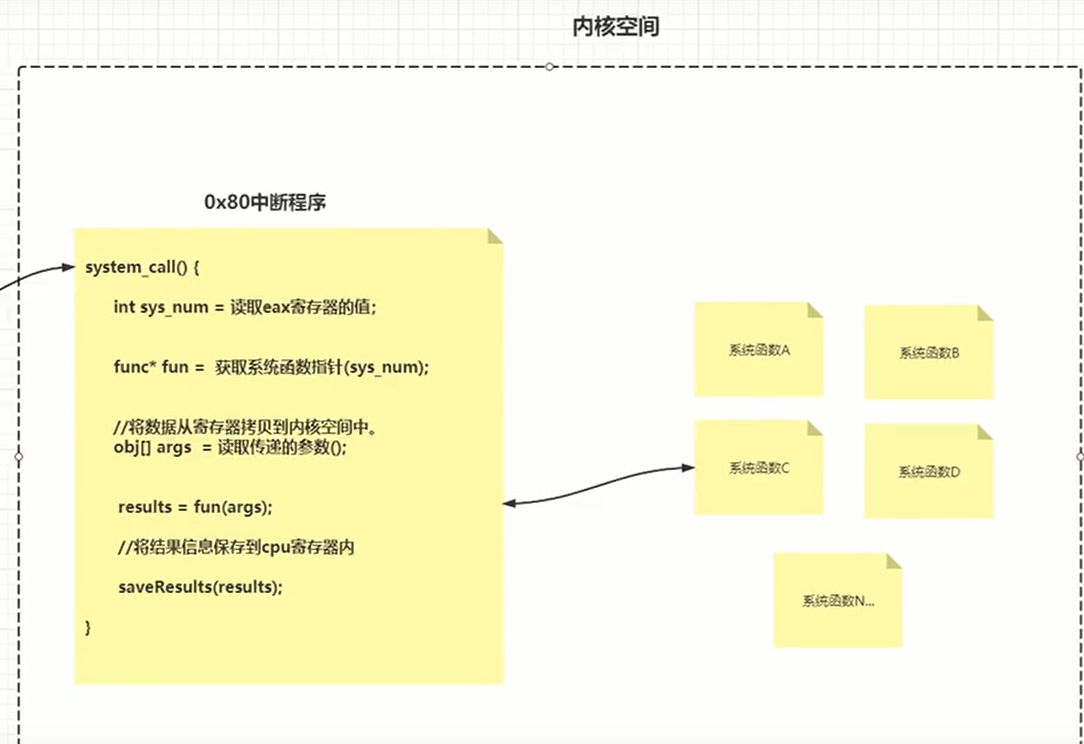 内核空间
0x80中断程序
system_call() {
int sys_num = 读取eax寄存器的值;
func* fun = 获取系统函数指针(sys_num);
//将数据从寄存器拷贝到内核空间中。
obj[] args = 读取传递的参数();
results = fun(args);
//将结果信息保存到cpu寄存器内
saveResults(results);
}
系统函数A
系统函数B
系统函数C
系统函数D
系统函数N...